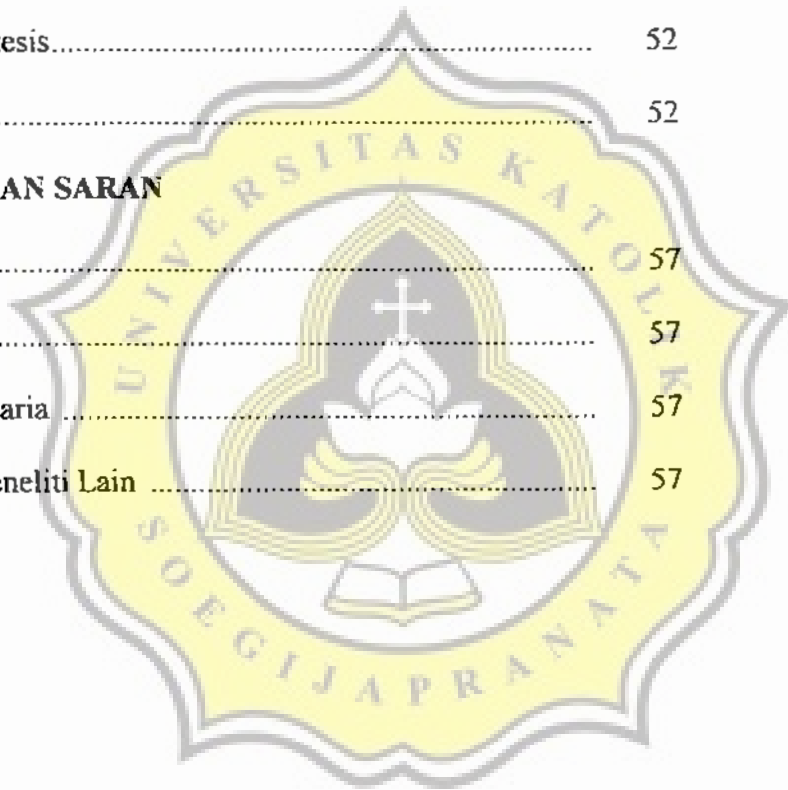 esis.................................................................................... 52
.................................................................................... 52
AN SARAN
.................................................................................... 57
.................................................................................... 57
aria .................................................................................... 57
eneliti Lain .................................................................................... 57
UNIVERSITAS KATOLIK
SOEGIJAPRANATA